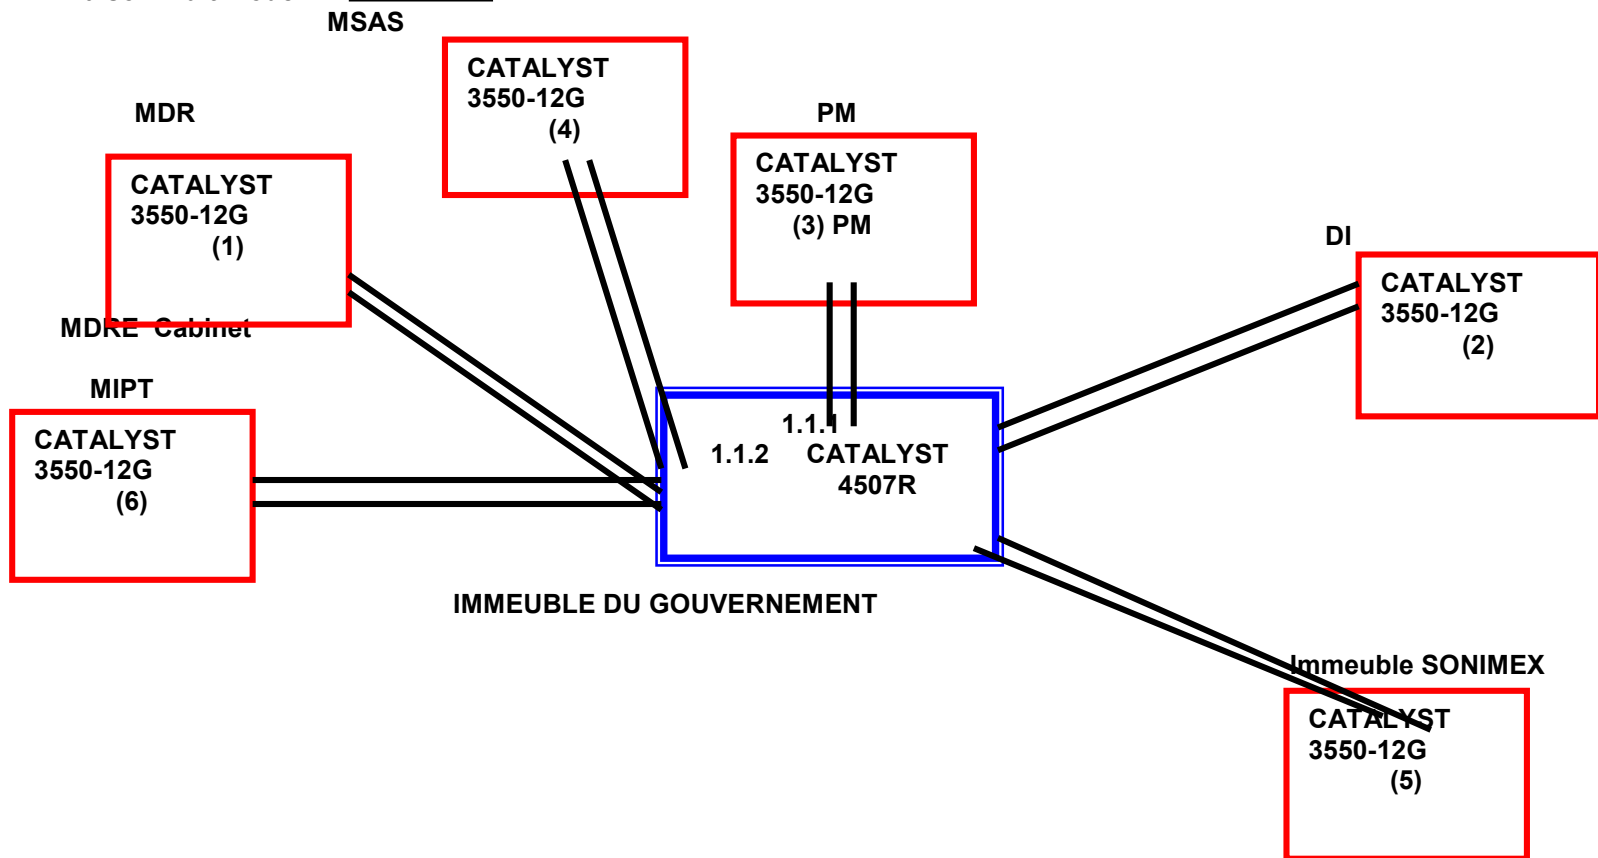 MSAS
CATALYST
3550-12G
(4)
MDR
CATALYST
3550-12G
(1)
PM
CATALYST
3550-12G
(3) PM
DI
CATALYST
3550-12G
(2)
MDRE Cabinet
MIPT
CATALYST
3550-12G
(6)
1.1.1
1.1.2 CATALYST
4507R
IMMEUBLE DU GOUVERNEMENT
Immeuble SONIMEX
CATALYST
3550-12G
(5)